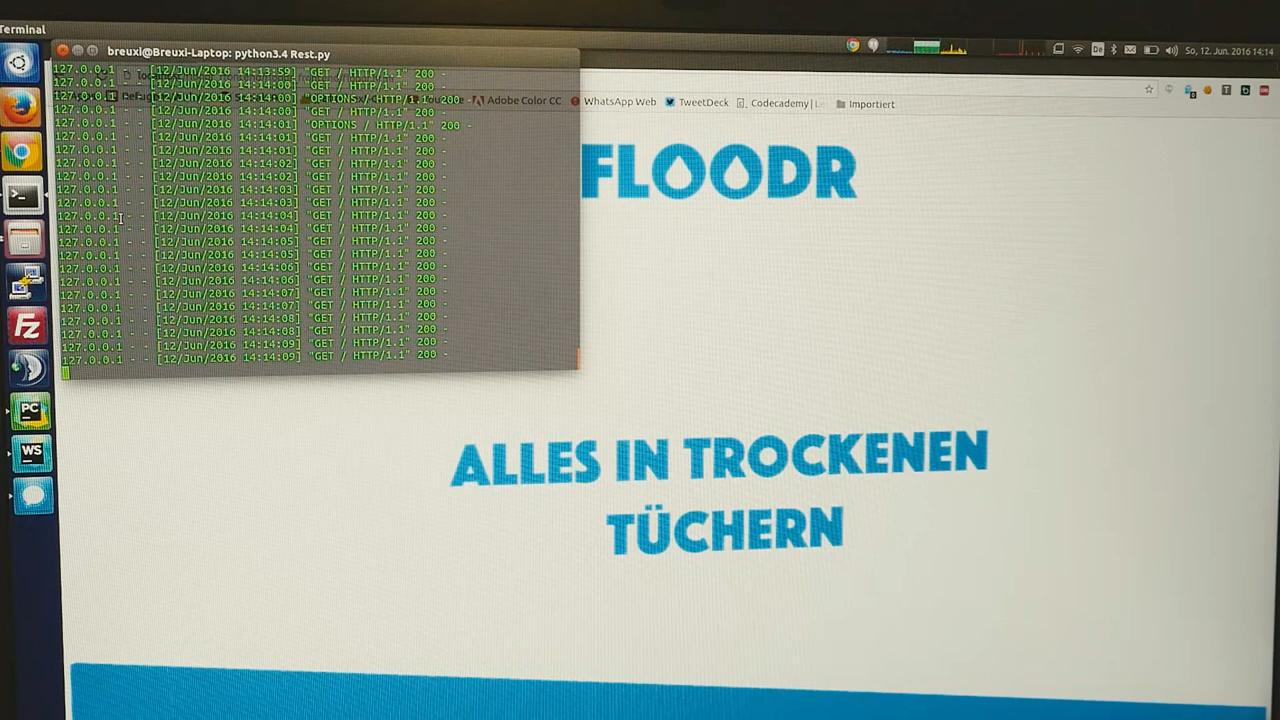 Terminal
breuxi@Breuxi-Laptop: python3.4 Rest.py
De
So, 12. Jun. 2016 14:14
127.0.0.1 - - [12/Jun/2016 14:13:59] "GET / HTTP/1.1" 200 -
127.0.0.1 - - [12/Jun/2016 14:14:00] "GET / HTTP/1.1" 200 -
127.0.0.1 - - [12/Jun/2016 14:14:00] "OPTIONS / HTTP/1.1" 200 -
127.0.0.1 - - [12/Jun/2016 14:14:00] "GET / HTTP/1.1" 200 -
127.0.0.1 - - [12/Jun/2016 14:14:01] "OPTIONS / HTTP/1.1" 200 -
127.0.0.1 - - [12/Jun/2016 14:14:01] "GET / HTTP/1.1" 200 -
127.0.0.1 - - [12/Jun/2016 14:14:01] "GET / HTTP/1.1" 200 -
127.0.0.1 - - [12/Jun/2016 14:14:02] "GET / HTTP/1.1" 200 -
127.0.0.1 - - [12/Jun/2016 14:14:02] "GET / HTTP/1.1" 200 -
127.0.0.1 - - [12/Jun/2016 14:14:03] "GET / HTTP/1.1" 200 -
127.0.0.1 - - [12/Jun/2016 14:14:03] "GET / HTTP/1.1" 200 -
127.0.0.1 - - [12/Jun/2016 14:14:04] "GET / HTTP/1.1" 200 -
127.0.0.1 - - [12/Jun/2016 14:14:04] "GET / HTTP/1.1" 200 -
127.0.0.1 - - [12/Jun/2016 14:14:05] "GET / HTTP/1.1" 200 -
127.0.0.1 - - [12/Jun/2016 14:14:05] "GET / HTTP/1.1" 200 -
127.0.0.1 - - [12/Jun/2016 14:14:06] "GET / HTTP/1.1" 200 -
127.0.0.1 - - [12/Jun/2016 14:14:06] "GET / HTTP/1.1" 200 -
127.0.0.1 - - [12/Jun/2016 14:14:07] "GET / HTTP/1.1" 200 -
127.0.0.1 - - [12/Jun/2016 14:14:07] "GET / HTTP/1.1" 200 -
127.0.0.1 - - [12/Jun/2016 14:14:08] "GET / HTTP/1.1" 200 -
127.0.0.1 - - [12/Jun/2016 14:14:08] "GET / HTTP/1.1" 200 -
127.0.0.1 - - [12/Jun/2016 14:14:09] "GET / HTTP/1.1" 200 -
127.0.0.1 - - [12/Jun/2016 14:14:09] "GET / HTTP/1.1" 200 -
Adobe Color CC WhatsApp Web TweetDeck Codecademy | Importiert
FLOODR
ALLES IN TROCKENEN
TÜCHERN
FZ
PC
WS